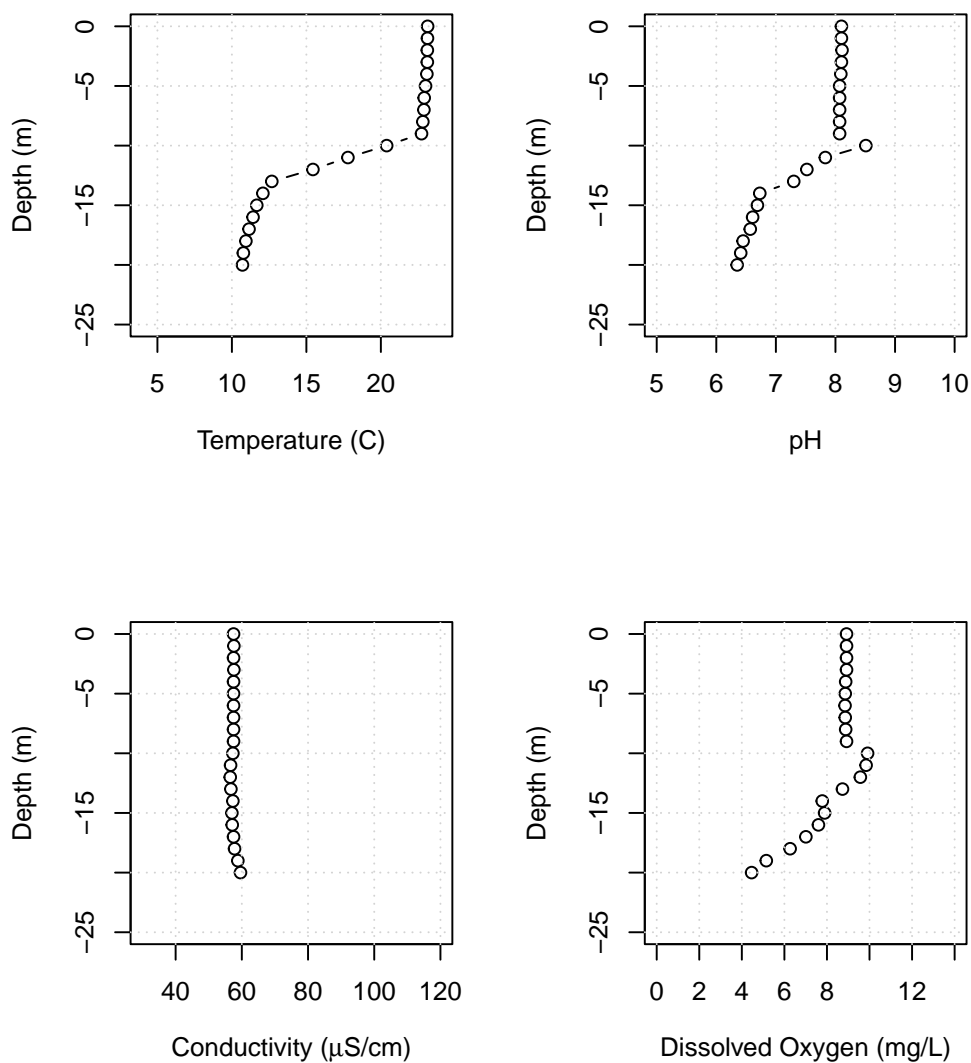 0
−5
−15
−25
Depth (m)
5 10 15 20
Temperature (C)
0
−5
−15
−25
Depth (m)
5 6 7 8 9 10
pH
0
−5
−15
−25
Depth (m)
40 60 80 100 120
Conductivity (μS/cm)
0
−5
−15
−25
Depth (m)
0 2 4 6 8 12
Dissolved Oxygen (mg/L)